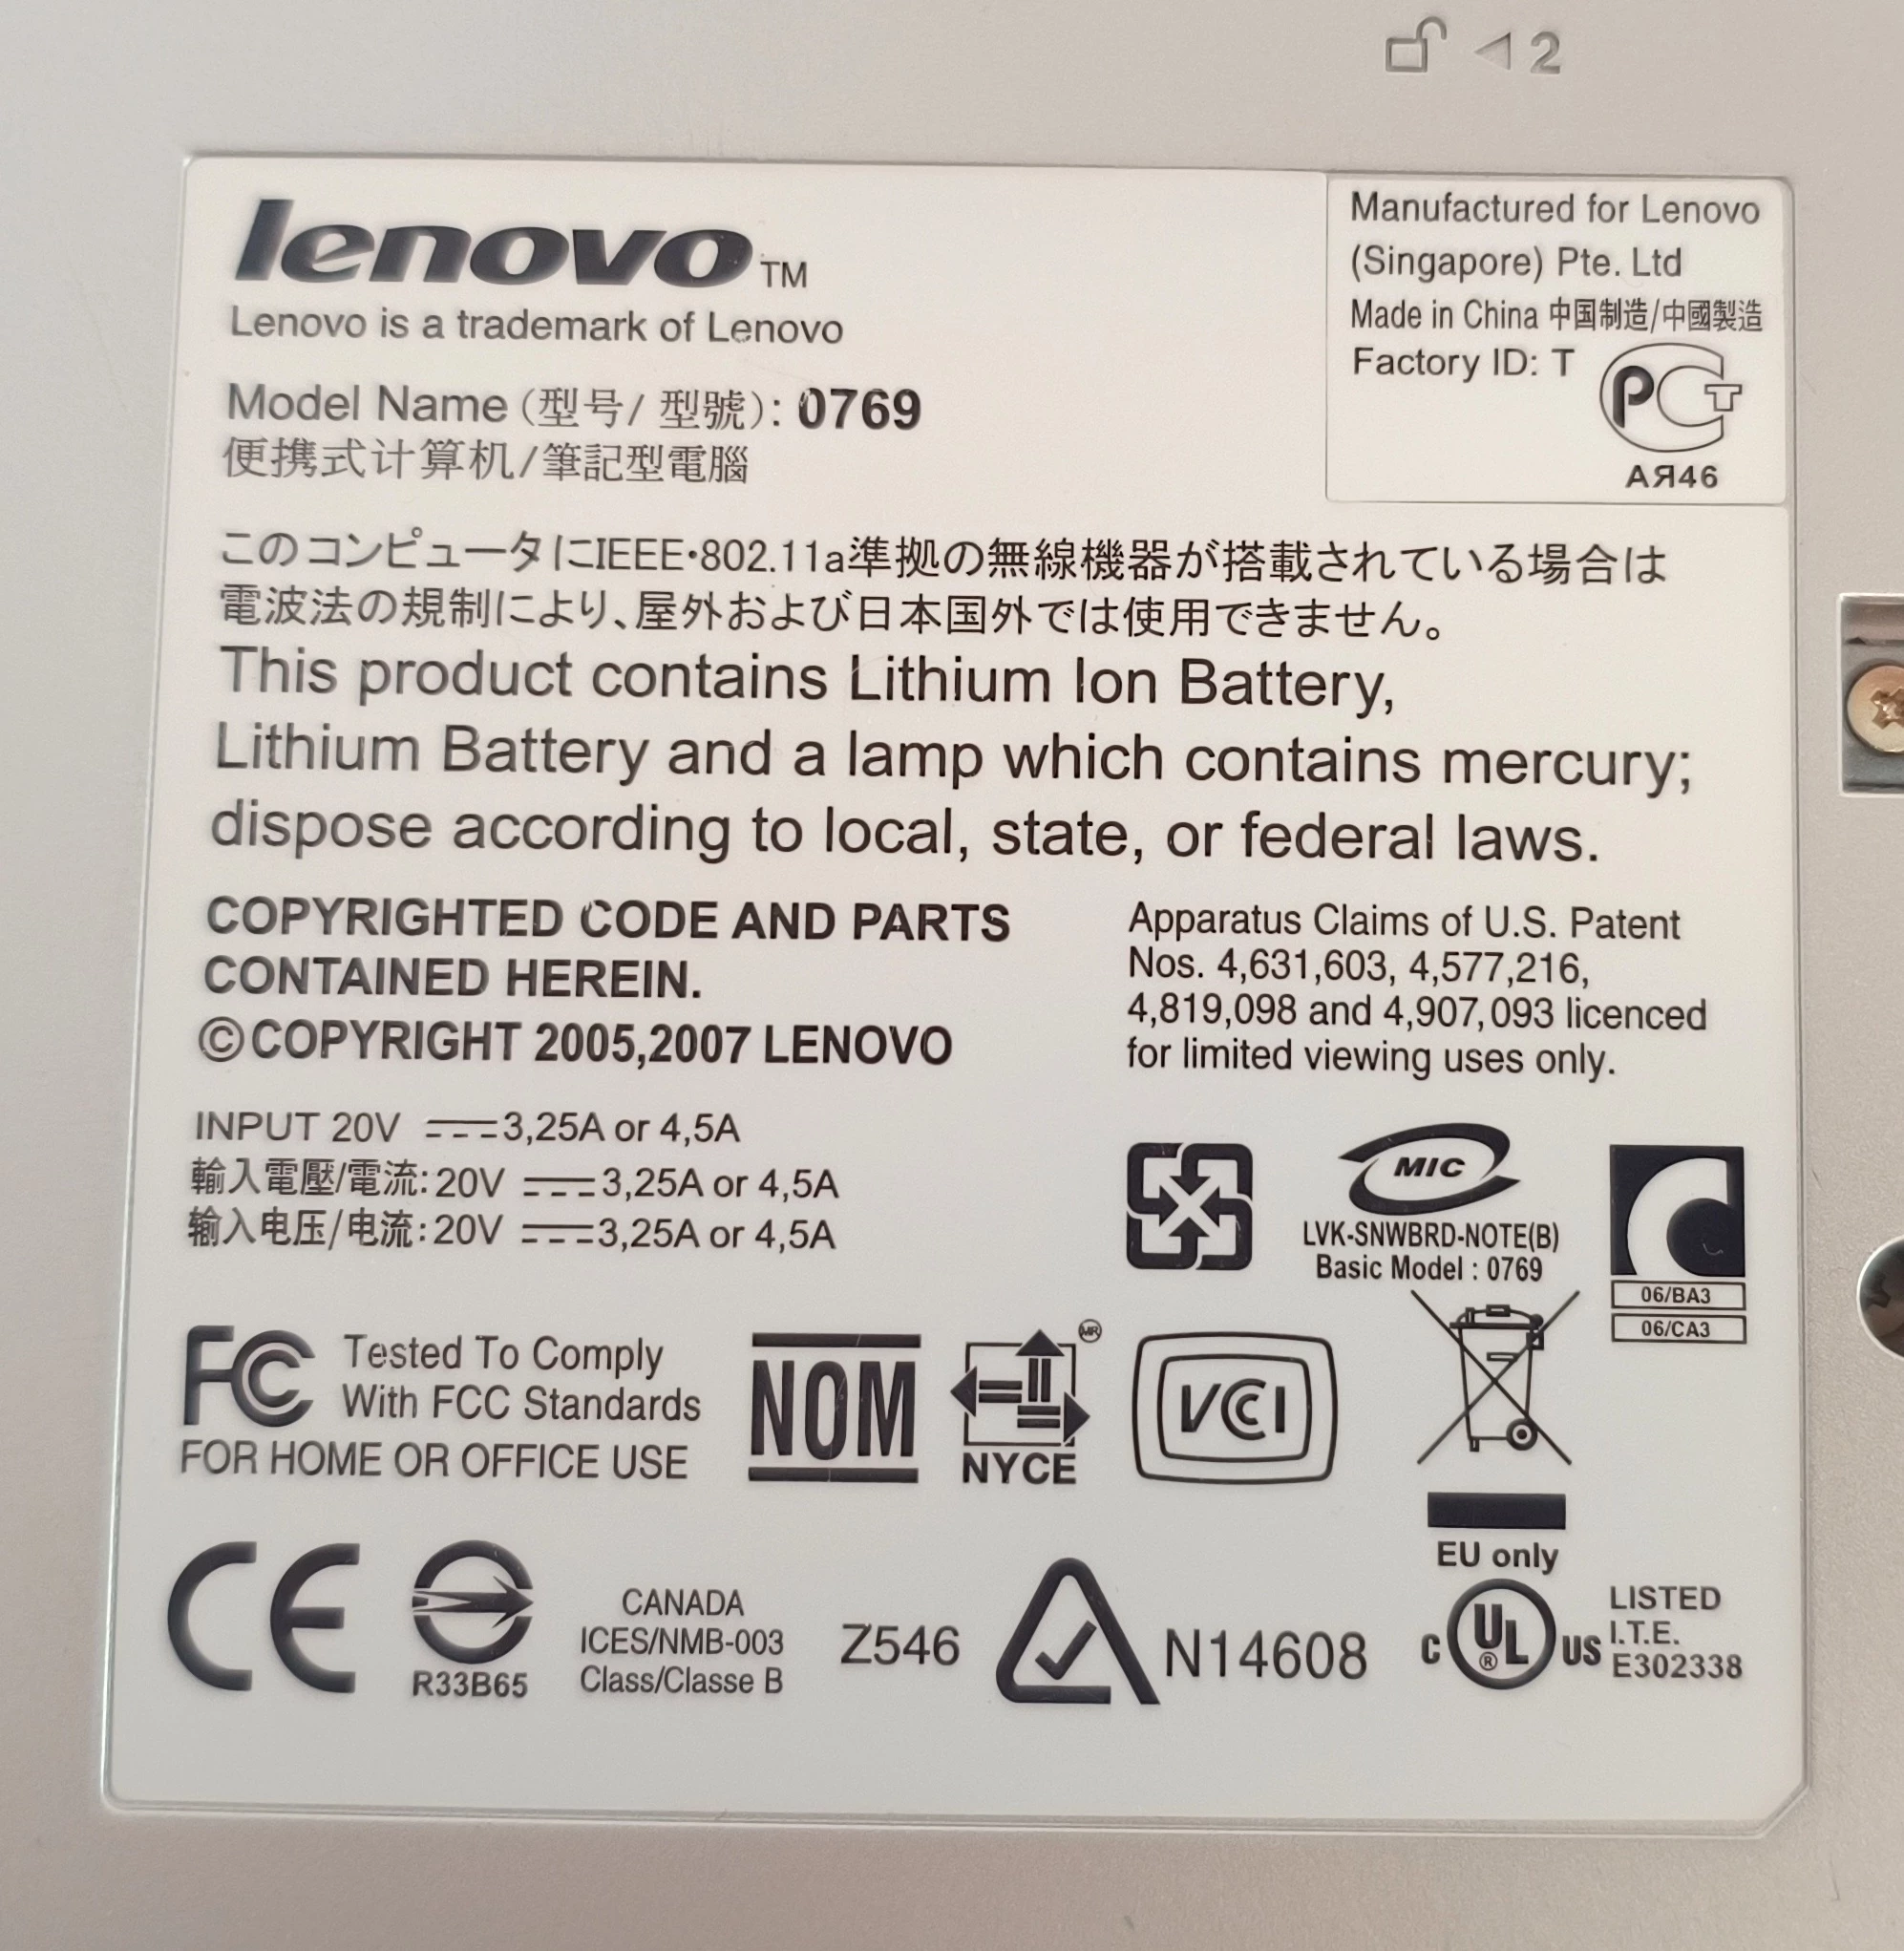 2
lenovo TM
Lenovo is a trademark of Lenovo
Model Name (型号/ 型號): 0769
便携式计算机/筆記型電腦
Manufactured for Lenovo
(Singapore) Pte. Ltd
Made in China 中国制造/中國製造
Factory ID: T
PCT
АЯ46
このコンピュータにIEEE・802.11a準拠の無線機器が搭載されている場合は
電波法の規制により、屋外および日本国外では使用できません。
This product contains Lithium Ion Battery,
Lithium Battery and a lamp which contains mercury;
dispose according to local, state, or federal laws.
COPYRIGHTED CODE AND PARTS
CONTAINED HEREIN.
©COPYRIGHT 2005,2007 LENOVO
Apparatus Claims of U.S. Patent
Nos. 4,631,603, 4,577,216,
4,819,098 and 4,907,093 licenced
for limited viewing uses only.
INPUT 20V ⎓3,25A or 4,5A
輸入電壓/電流: 20V ⎓3,25A or 4,5A
输入电压/电流: 20V ⎓3,25A or 4,5A
MIC
LVK-SNWBRD-NOTE(B)
Basic Model : 0769
06/BA3
06/CA3
FC Tested To Comply
With FCC Standards
FOR HOME OR OFFICE USE
NOM
MR
NYCE
VCI
EU only
CE
R33B65
CANADA
ICES/NMB-003
Class/Classe B
Z546
N14608
C UL ® US
LISTED
I.T.E.
E302338